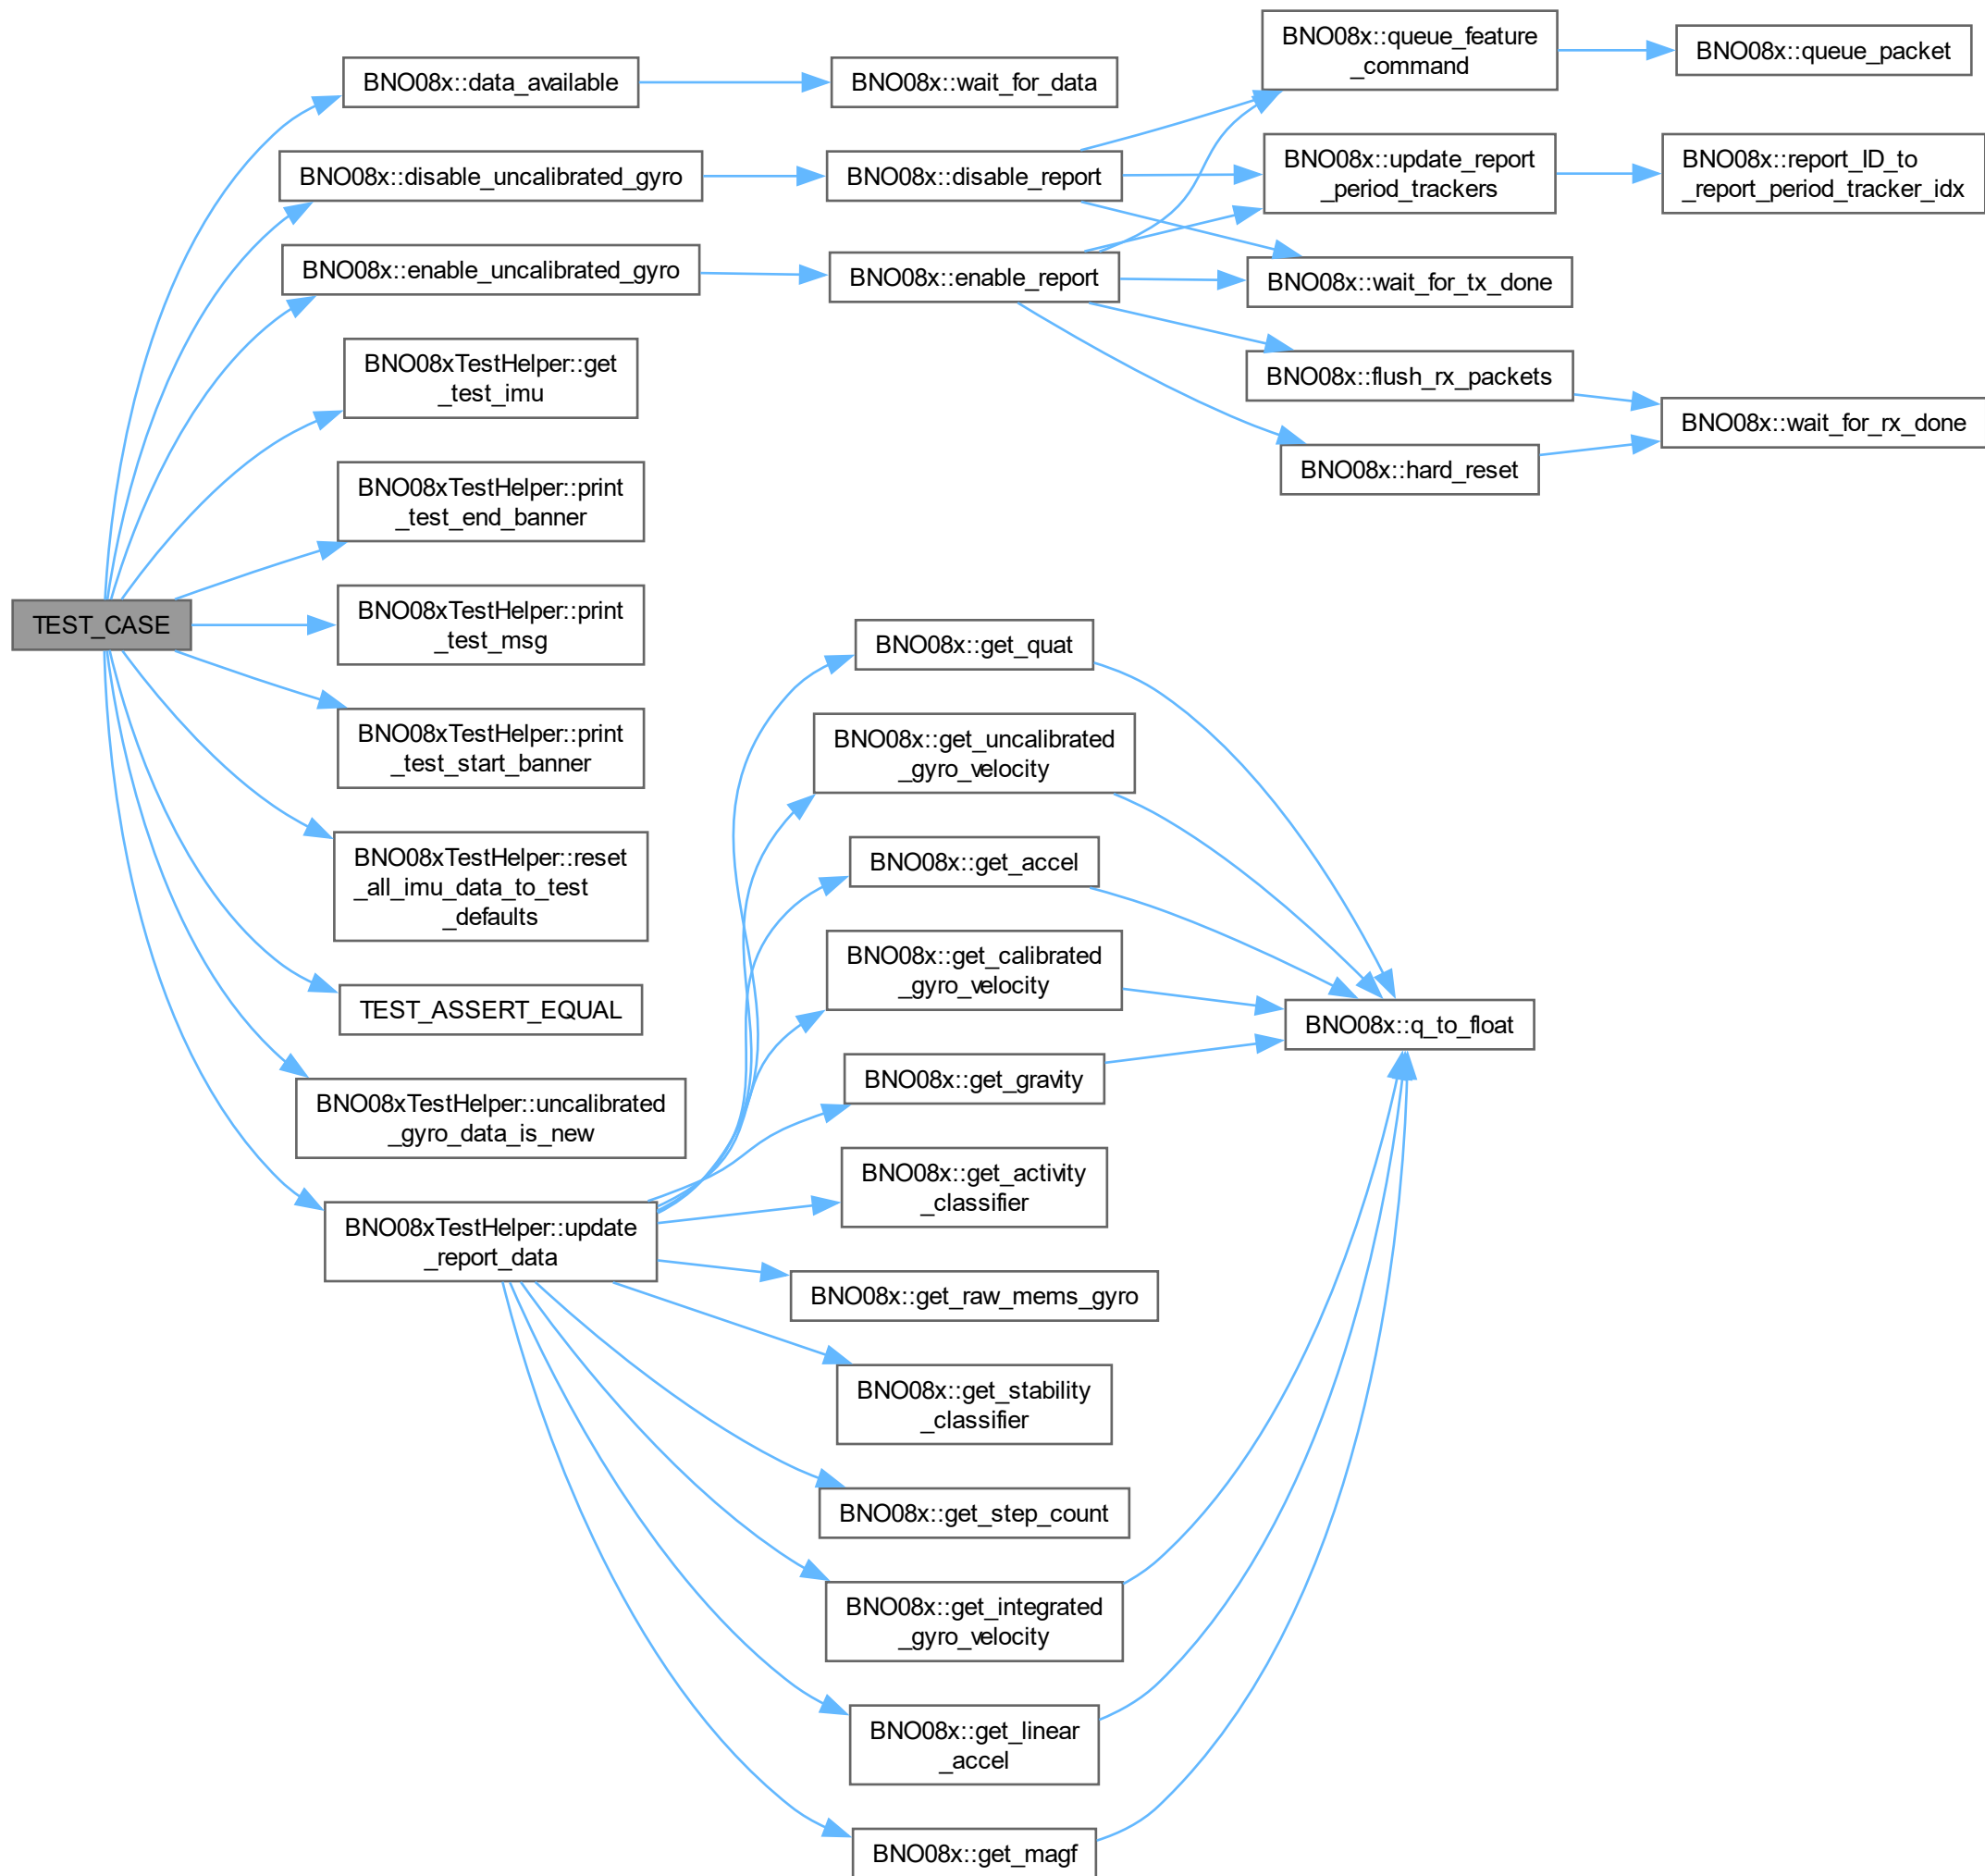 BNO08x::queue_feature
_command
BNO08x::queue_packet
BNO08x::data_available
BNO08x::wait_for_data
BNO08x::disable_uncalibrated_gyro
BNO08x::disable_report
BNO08x::update_report
_period_trackers
BNO08x::report_ID_to
_report_period_tracker_idx
BNO08x::enable_uncalibrated_gyro
BNO08x::enable_report
BNO08x::wait_for_tx_done
BNO08xTestHelper::get
_test_imu
BNO08x::flush_rx_packets
BNO08x::wait_for_rx_done
BNO08x::hard_reset
BNO08xTestHelper::print
_test_end_banner
TEST_CASE
BNO08xTestHelper::print
_test_msg
BNO08x::get_quat
BNO08xTestHelper::print
_test_start_banner
BNO08x::get_uncalibrated
_gyro_velocity
BNO08xTestHelper::reset
_all_imu_data_to_test
_defaults
BNO08x::get_accel
BNO08x::get_calibrated
_gyro_velocity
TEST_ASSERT_EQUAL
BNO08x::q_to_float
BNO08x::get_gravity
BNO08xTestHelper::uncalibrated
_gyro_data_is_new
BNO08x::get_activity
_classifier
BNO08xTestHelper::update
_report_data
BNO08x::get_raw_mems_gyro
BNO08x::get_stability
_classifier
BNO08x::get_step_count
BNO08x::get_integrated
_gyro_velocity
BNO08x::get_linear
_accel
BNO08x::get_magf